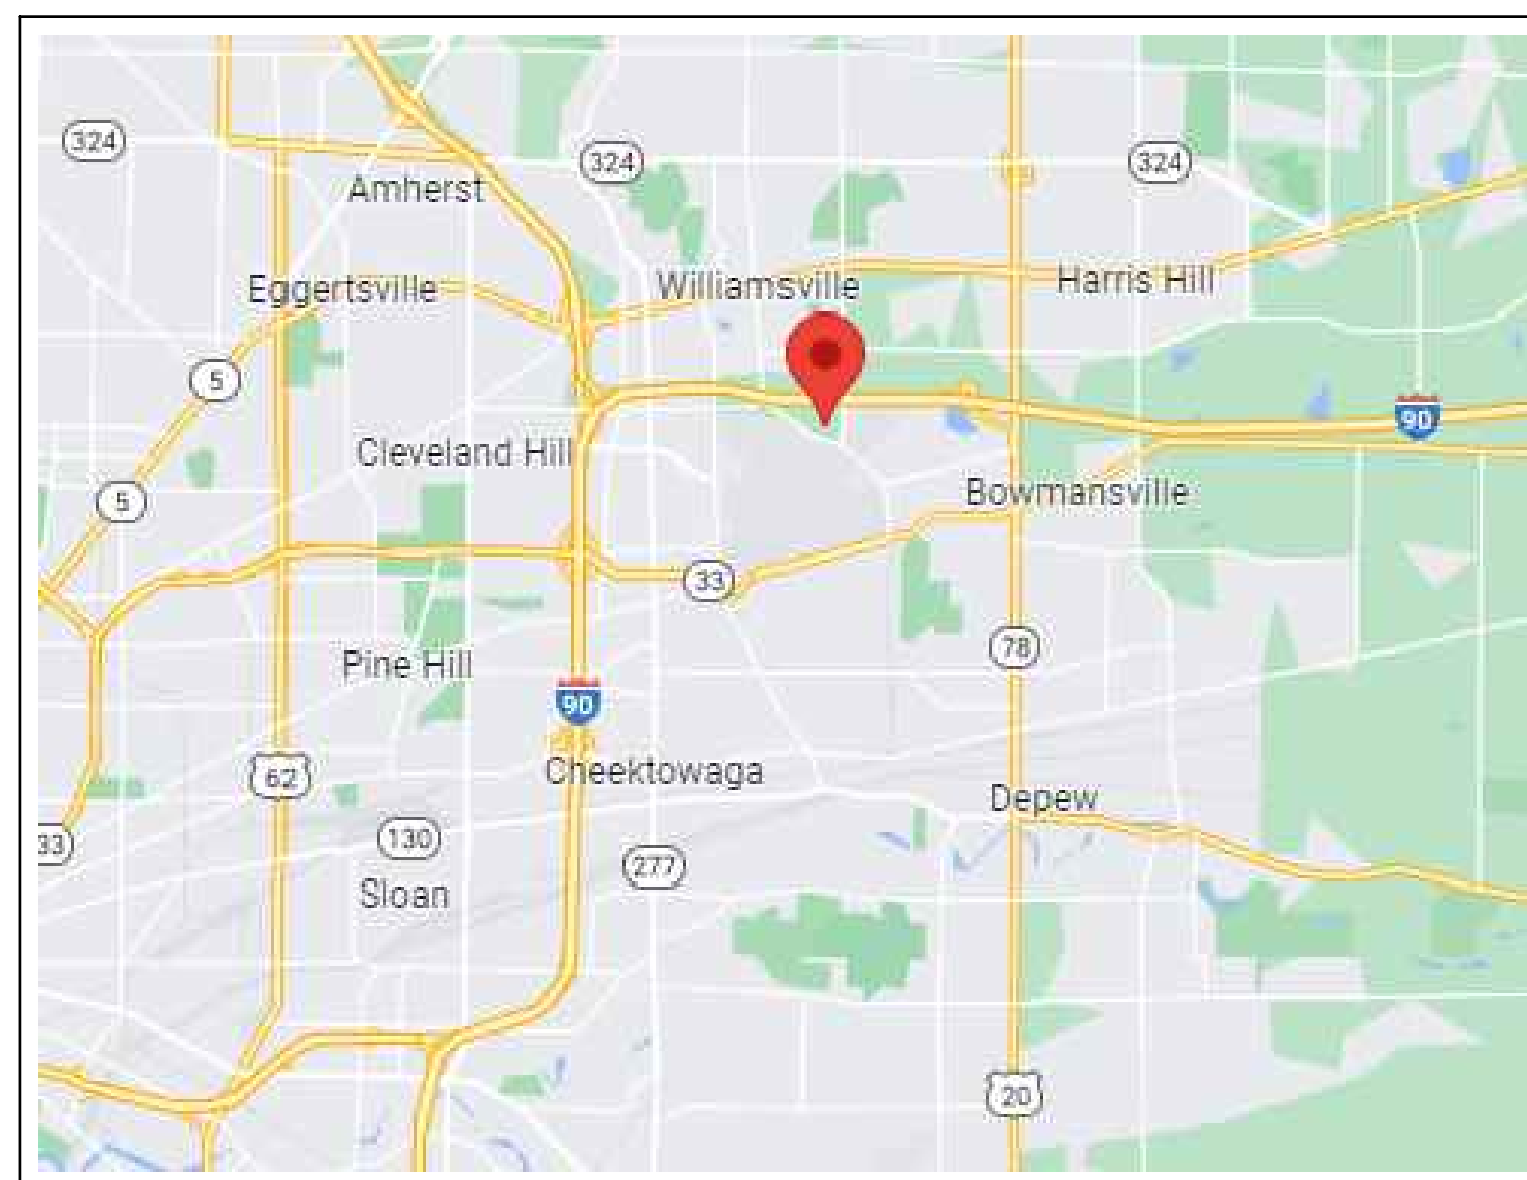 324
324
324
Amherst
Eggertsville
Williamsville
Harris Hill
5
90
Cleveland Hill
5
Bowmansville
33
78
Pine Hill
90
62
Cheektowaga
Depew
130
33
277
Sloan
20